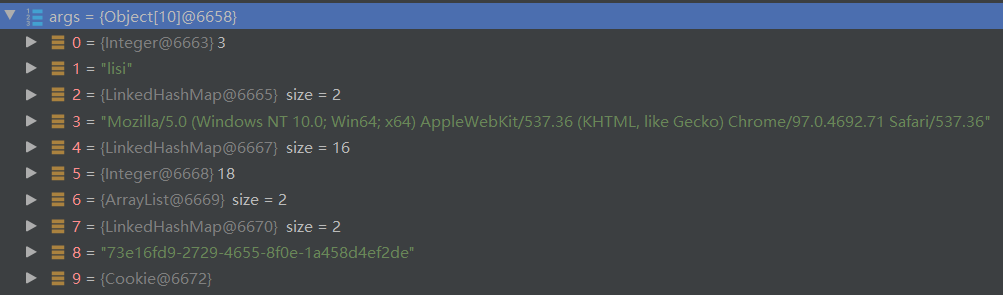 args = {Object[10]@6658}
0 = {Integer@6663} 3
1 = "lisi"
2 = {LinkedHashMap@6665} size = 2
3 = "Mozilla/5.0 (Windows NT 10.0; Win64; x64) AppleWebKit/537.36 (KHTML, like Gecko) Chrome/97.0.4692.71 Safari/537.36"
4 = {LinkedHashMap@6667} size = 16
5 = {Integer@6668} 18
6 = {ArrayList@6669} size = 2
7 = {LinkedHashMap@6670} size = 2
8 = "73e16fd9-2729-4655-8f0e-1a458d4ef2de"
9 = {Cookie@6672}